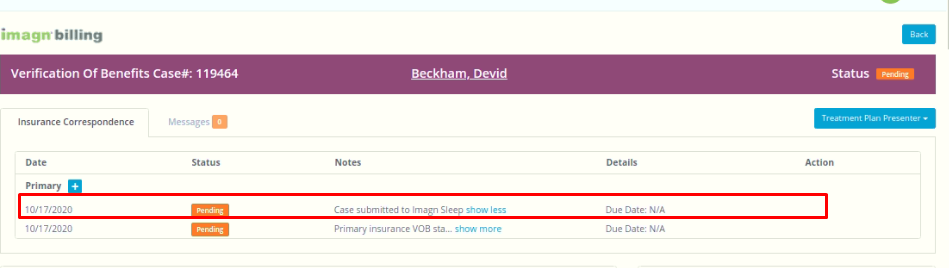 imagn billing
Back
Verification Of Benefits Case#: 119464 Beckham, Devid Status Pending
Insurance Correspondence Messages 0 Treatment Plan Presenter
Date Status Notes Details Action
Primary +
10/17/2020 Pending Case submitted to Imagn Sleep show less Due Date: N/A
10/17/2020 Pending Primary insurance VOB sta... show more Due Date: N/A